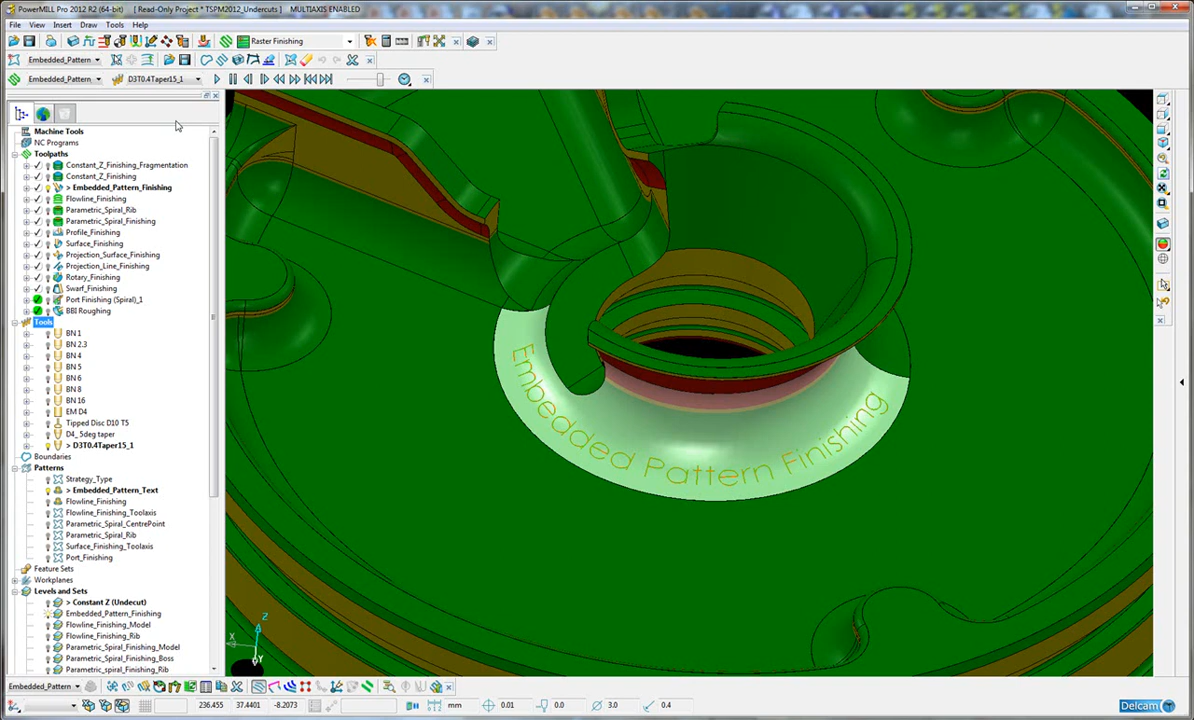 PowerMILL Pro 2012 R2 (64-bit) [ Read-Only Project * TSPM2012_Undercuts ] MULTIAXIS ENABLED
File View Insert Draw Tools Help
Raster Finishing
Embedded_Pattern
Embedded_Pattern D3T0.4Taper15_1
Machine Tools
NC Programs
Toolpaths
Constant_Z_Finishing_Fragmentation
Constant_Z_Finishing
> Embedded_Pattern_Finishing
Flowline_Finishing
Parametric_Spiral_Rib
Parametric_Spiral_Finishing
Profile_Finishing
Surface_Finishing
Projection_Surface_Finishing
Projection_Line_Finishing
Rotary_Finishing
Swarf_Finishing
Port Finishing (Spiral)_1
BBI Roughing
Tools
BN 1
BN 2.3
BN 4
BN 5
BN 6
BN 8
BN 16
EM D4
Tipped Disc D10 T5
D4_ 5deg taper
> D3T0.4Taper15_1
Boundaries
Patterns
Strategy_Type
> Embedded_Pattern_Text
Flowline_Finishing
Flowline_Finishing_Toolaxis
Parametric_Spiral_CentrePoint
Parametric_Spiral_Rib
Surface_Finishing_Toolaxis
Port_Finishing
Feature Sets
Workplanes
Levels and Sets
> Constant Z (Undecut)
Embedded_Pattern_Finishing
Flowline_Finishing_Model
Flowline_Finishing_Rib
Parametric_Spiral_Finishing_Model
Parametric_Spiral_Finishing_Boss
Parametric_spiral_Finishing_Rib
Embedded Pattern Finishing
Z
X
Y
Embedded_Pattern
236.455 37.4401 -8.2073 mm 0.01 0.0 3.0 0.4
Delcam